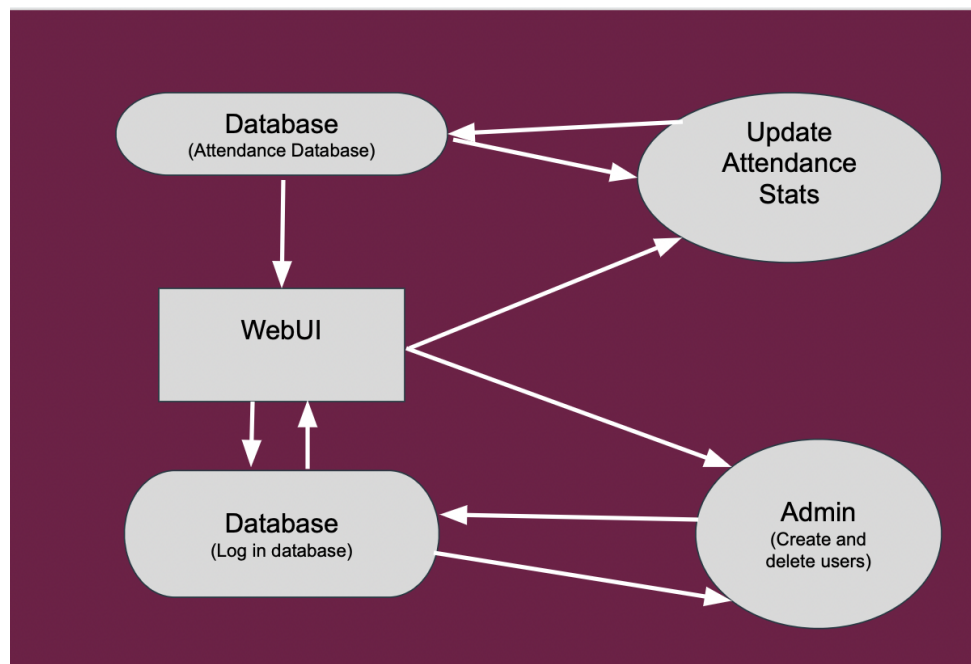 Database
(Attendance Database)
Update
Attendance
Stats
WebUI
Database
(Log in database)
Admin
(Create and
delete users)